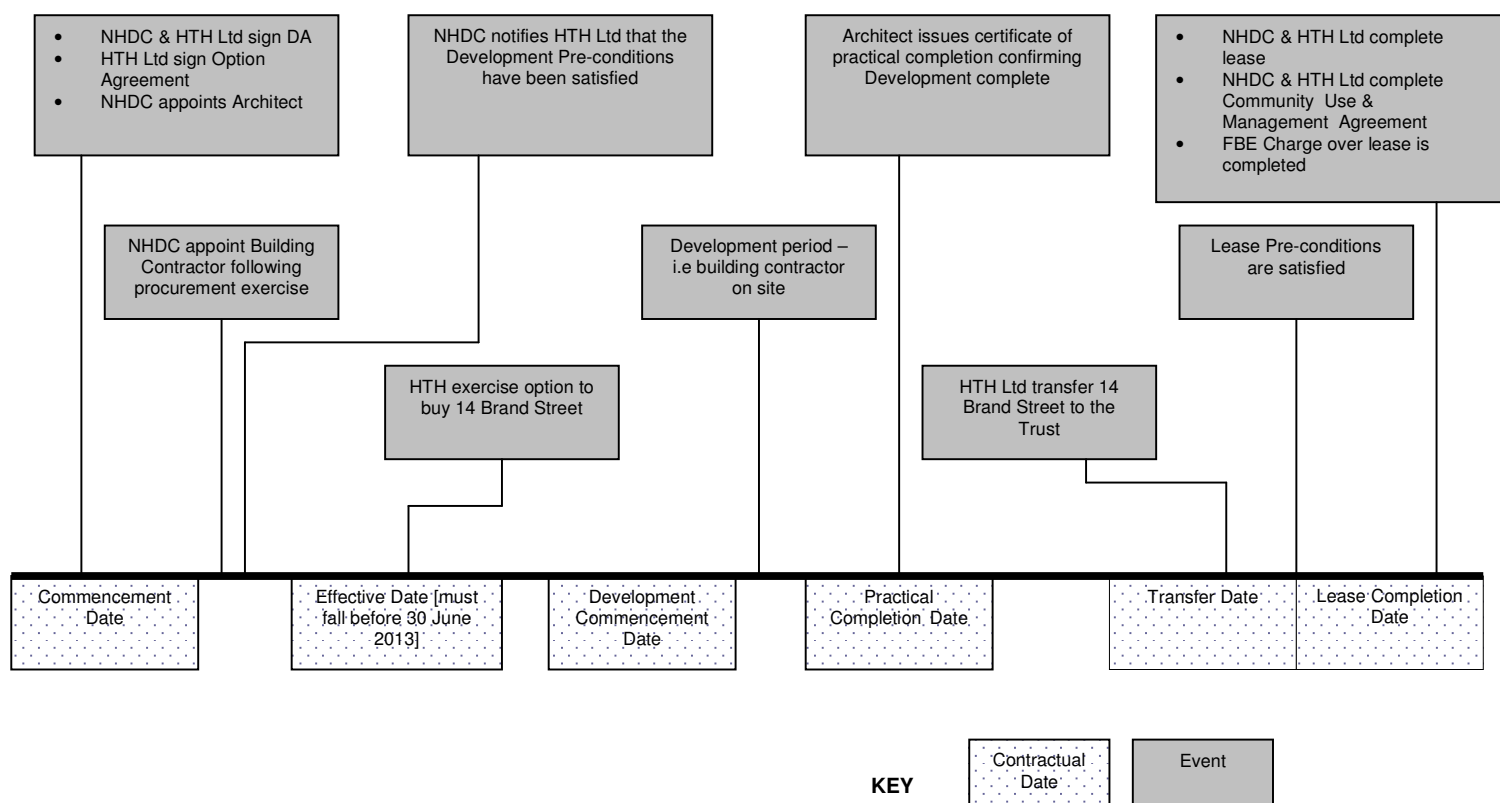 • NHDC & HTH Ltd sign DA
• HTH Ltd sign Option
Agreement
• NHDC appoints Architect
NHDC notifies HTH Ltd that the
Development Pre-conditions
have been satisfied
Architect issues certificate of
practical completion confirming
Development complete
• NHDC & HTH Ltd complete
lease
• NHDC & HTH Ltd complete
Community Use &
Management Agreement
• FBE Charge over lease is
completed
NHDC appoint Building
Contractor following
procurement exercise
Development period –
i.e building contractor
on site
Lease Pre-conditions
are satisfied
HTH exercise option to
buy 14 Brand Street
HTH Ltd transfer 14
Brand Street to the
Trust
Commencement
Date
Effective Date [must
fall before 30 June
2013]
Development
Commencement
Date
Practical
Completion Date
Transfer Date
Lease Completion
Date
KEY
Contractual
Date
Event